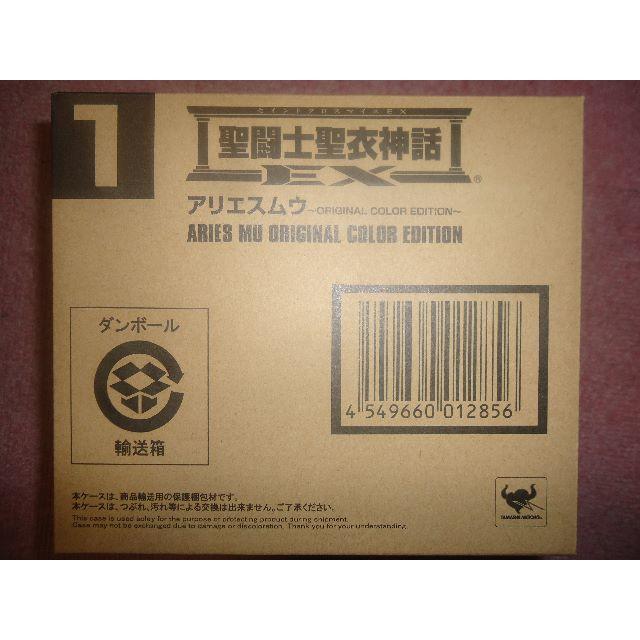 1
セイントクロスマイスEX
聖闘士聖衣神話
EX®
アリエスムウ~ORIGINAL COLOR EDITION~
ARIES MU ORIGINAL COLOR EDITION
ダンボール
輸送箱
4 549660 012856
本ケースは、商品輸送用の保護梱包材です。
本ケースは、つぶれ、汚れ等による交換は出来ません。ご了承ください。
This case is used solely for the purpose of protecting product during shipment.
Case may not be exchanged due to damage or discoloration. Thank you for your understanding.
TAMASHII NATIONS